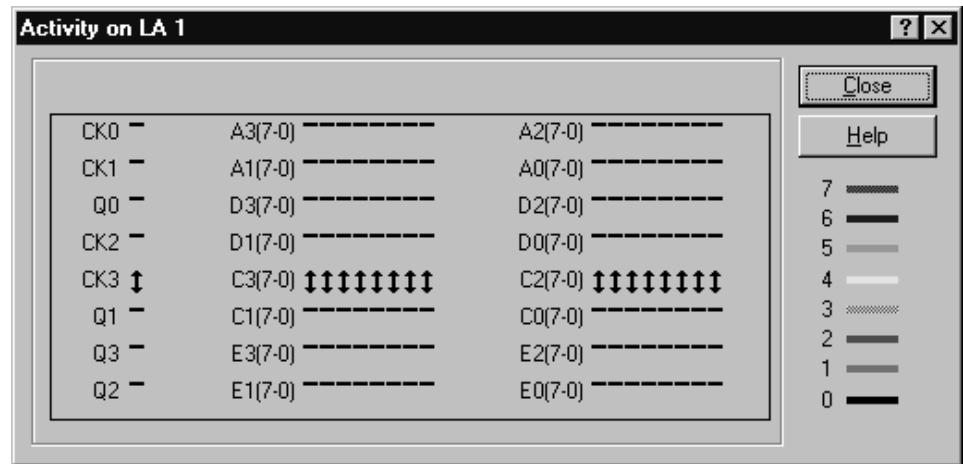 Activity on LA 1
Close
Help
CK0 A3(7-0) A2(7-0)
CK1 A1(7-0) A0(7-0)
Q0 D3(7-0) D2(7-0)
CK2 D1(7-0) D0(7-0)
CK3 C3(7-0) C2(7-0)
Q1 C1(7-0) C0(7-0)
Q3 E3(7-0) E2(7-0)
Q2 E1(7-0) E0(7-0)
7
6
5
4
3
2
1
0